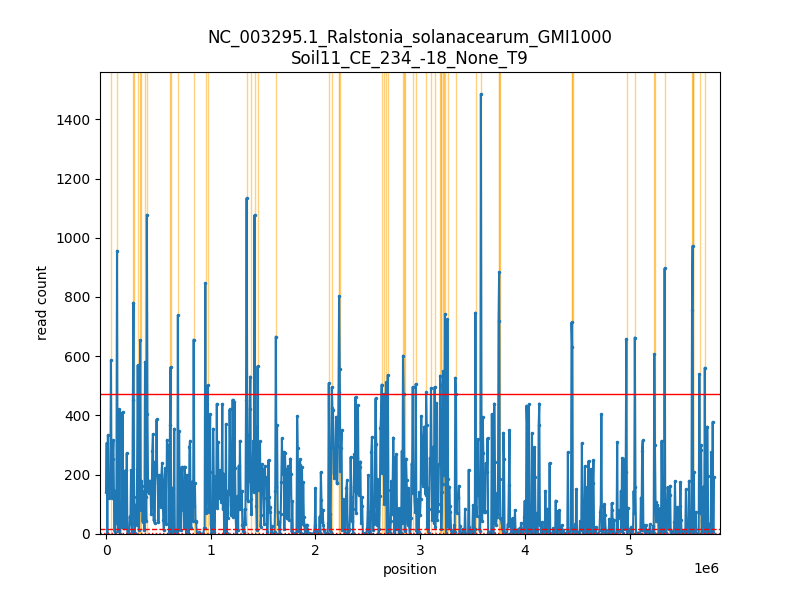 NC_003295.1_Ralstonia_solanacearum_GMI1000
Soil11_CE_234_-18_None_T9
read count
1400
1200
1000
800
600
400
200
0
0 1 2 3 4 5
1e6
position